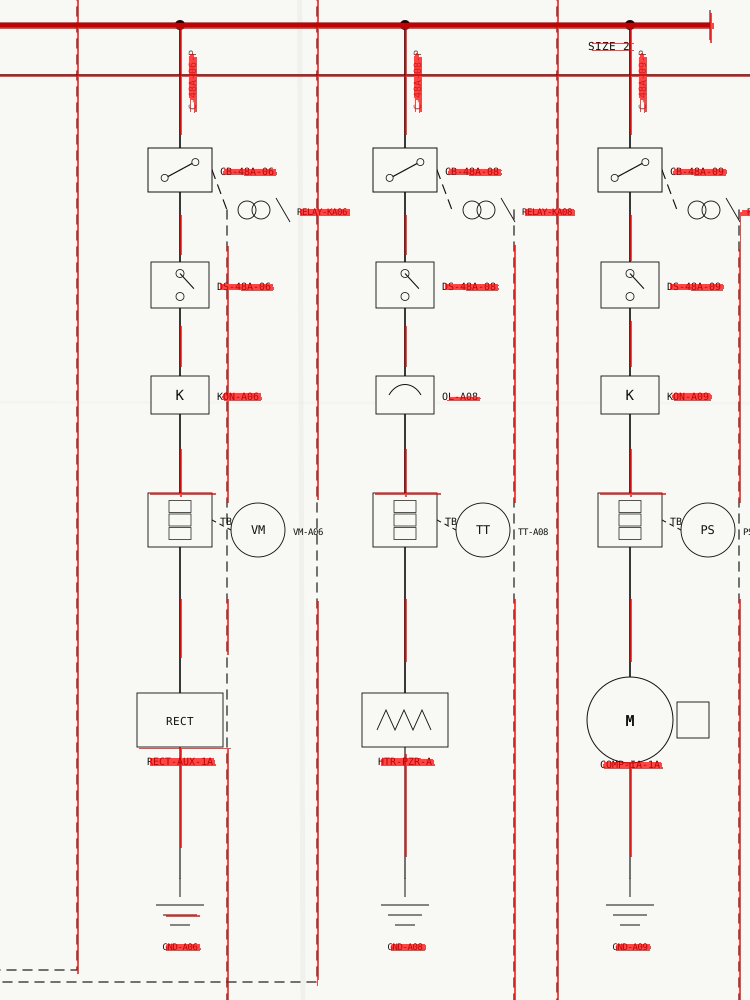 SIZE 2
CB-48A-06
CB-48A-08
CB-48A-09
RELAY-KA06
RELAY-KA08
DS-48A-06
DS-48A-08
DS-48A-09
K
KON-A06
OL-A08
K
KON-A09
TB
VM
VM-A06
TB
TT
TT-A08
TB
PS
RECT
M
RECT-AUX-1A
HTR-PZR-A
COMP-IA-1A
GND-A06
GND-A08
GND-A09